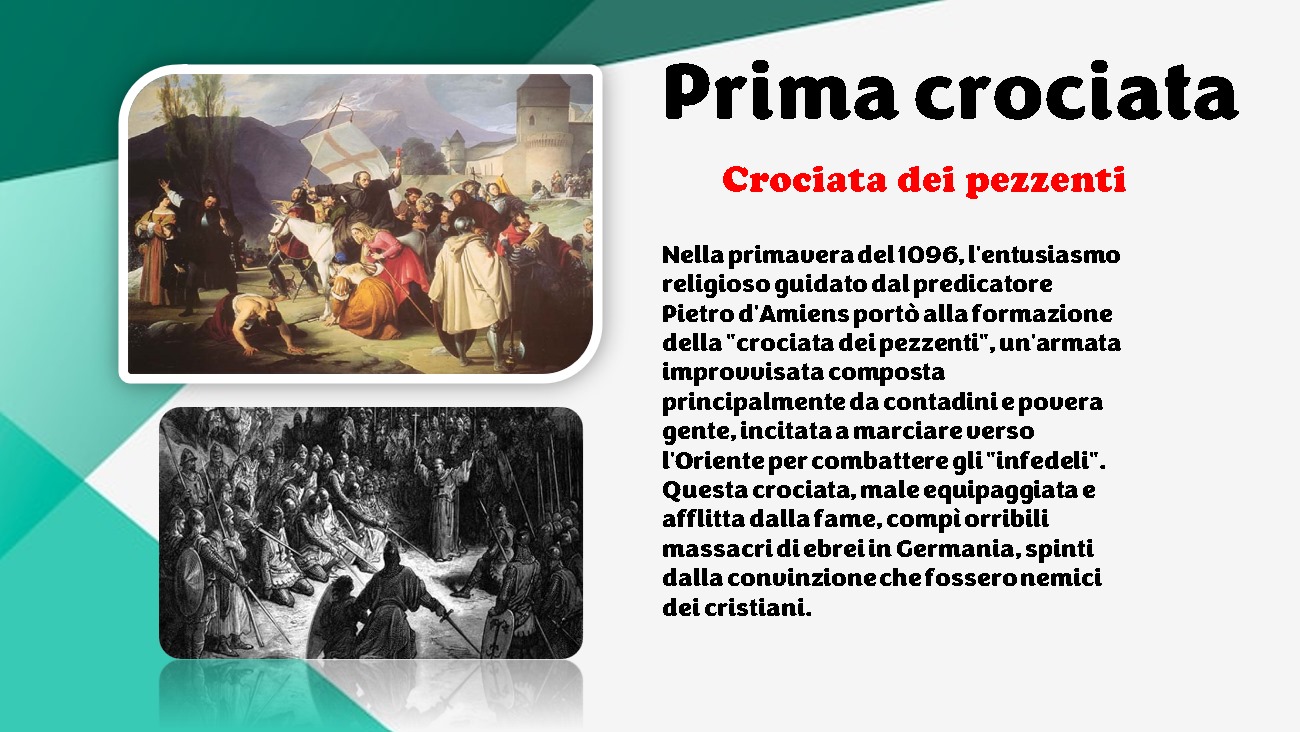 Prima crociata
Crociata dei pezzenti
Nella primavera del 1096, l'entusiasmo
religioso guidato dal predicatore
Pietro d'Amiens portò alla formazione
della "crociata dei pezzenti", un'armata
improvvisata composta
principalmente da contadini e povera
gente, incitata a marciare verso
l'Oriente per combattere gli "infedeli".
Questa crociata, male equipaggiata e
afflitta dalla fame, compì orribili
massacri di ebrei in Germania, spinti
dalla convinzione che fossero nemici
dei cristiani.